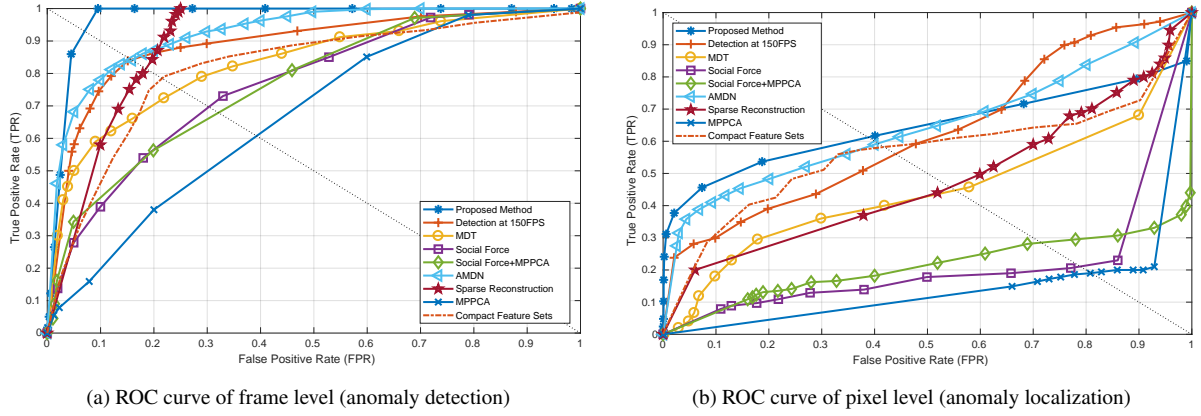 True Positive Rate (TPR)
1
0.9
0.8
0.7
0.6
0.5
0.4
0.3
0.2
0.1
0
0 0.1 0.2 0.3 0.4 0.5 0.6 0.7 0.8 0.9 1
False Positive Rate (FPR)
Proposed Method
Detection at 150FPS
MDT
Social Force
Social Force+MPPCA
AMDN
Sparse Reconstruction
MPPCA
Compact Feature Sets
(a) ROC curve of frame level (anomaly detection)
True Positive Rate (TPR)
1
0.9
0.8
0.7
0.6
0.5
0.4
0.3
0.2
0.1
0
0 0.1 0.2 0.3 0.4 0.5 0.6 0.7 0.8 0.9 1
False Positive Rate (FPR)
Proposed Method
Detection at 150FPS
MDT
Social Force
Social Force+MPPCA
AMDN
Sparse Reconstruction
MPPCA
Compact Feature Sets
(b) ROC curve of pixel level (anomaly localization)